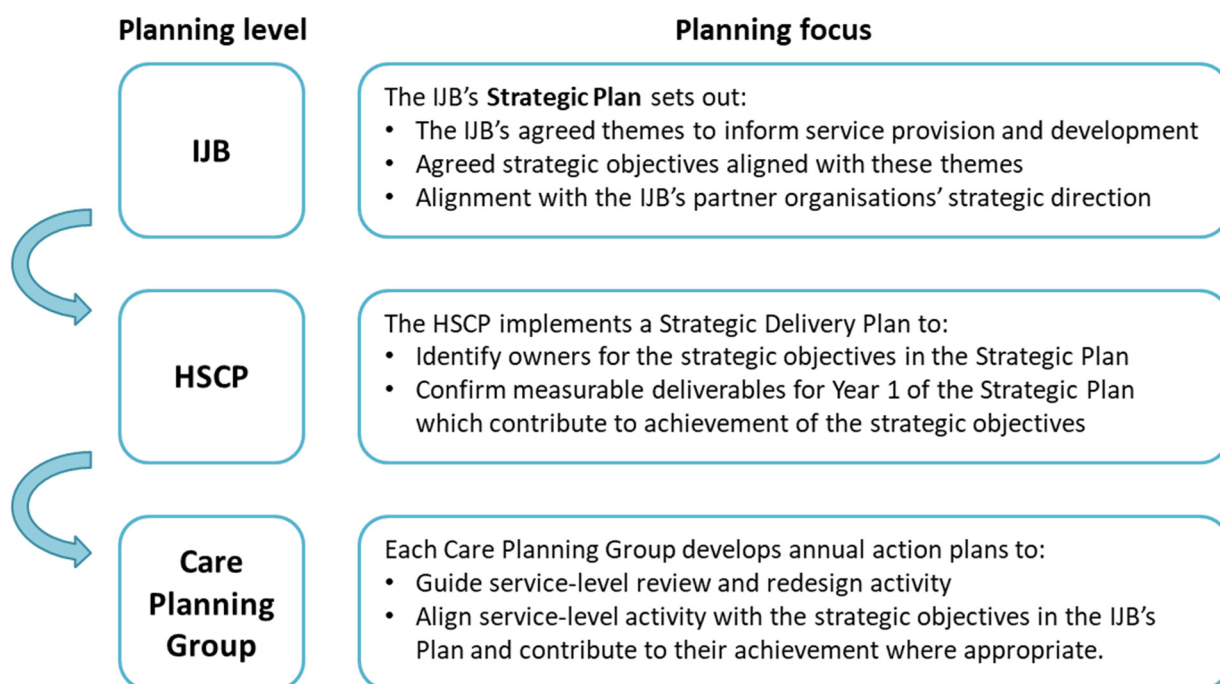 Planning level
Planning focus
IJB
The IJB’s Strategic Plan sets out:
• The IJB’s agreed themes to inform service provision and development
• Agreed strategic objectives aligned with these themes
• Alignment with the IJB’s partner organisations’ strategic direction
HSCP
The HSCP implements a Strategic Delivery Plan to:
• Identify owners for the strategic objectives in the Strategic Plan
• Confirm measurable deliverables for Year 1 of the Strategic Plan
which contribute to achievement of the strategic objectives
Care
Planning
Group
Each Care Planning Group develops annual action plans to:
• Guide service-level review and redesign activity
• Align service-level activity with the strategic objectives in the IJB’s
Plan and contribute to their achievement where appropriate.